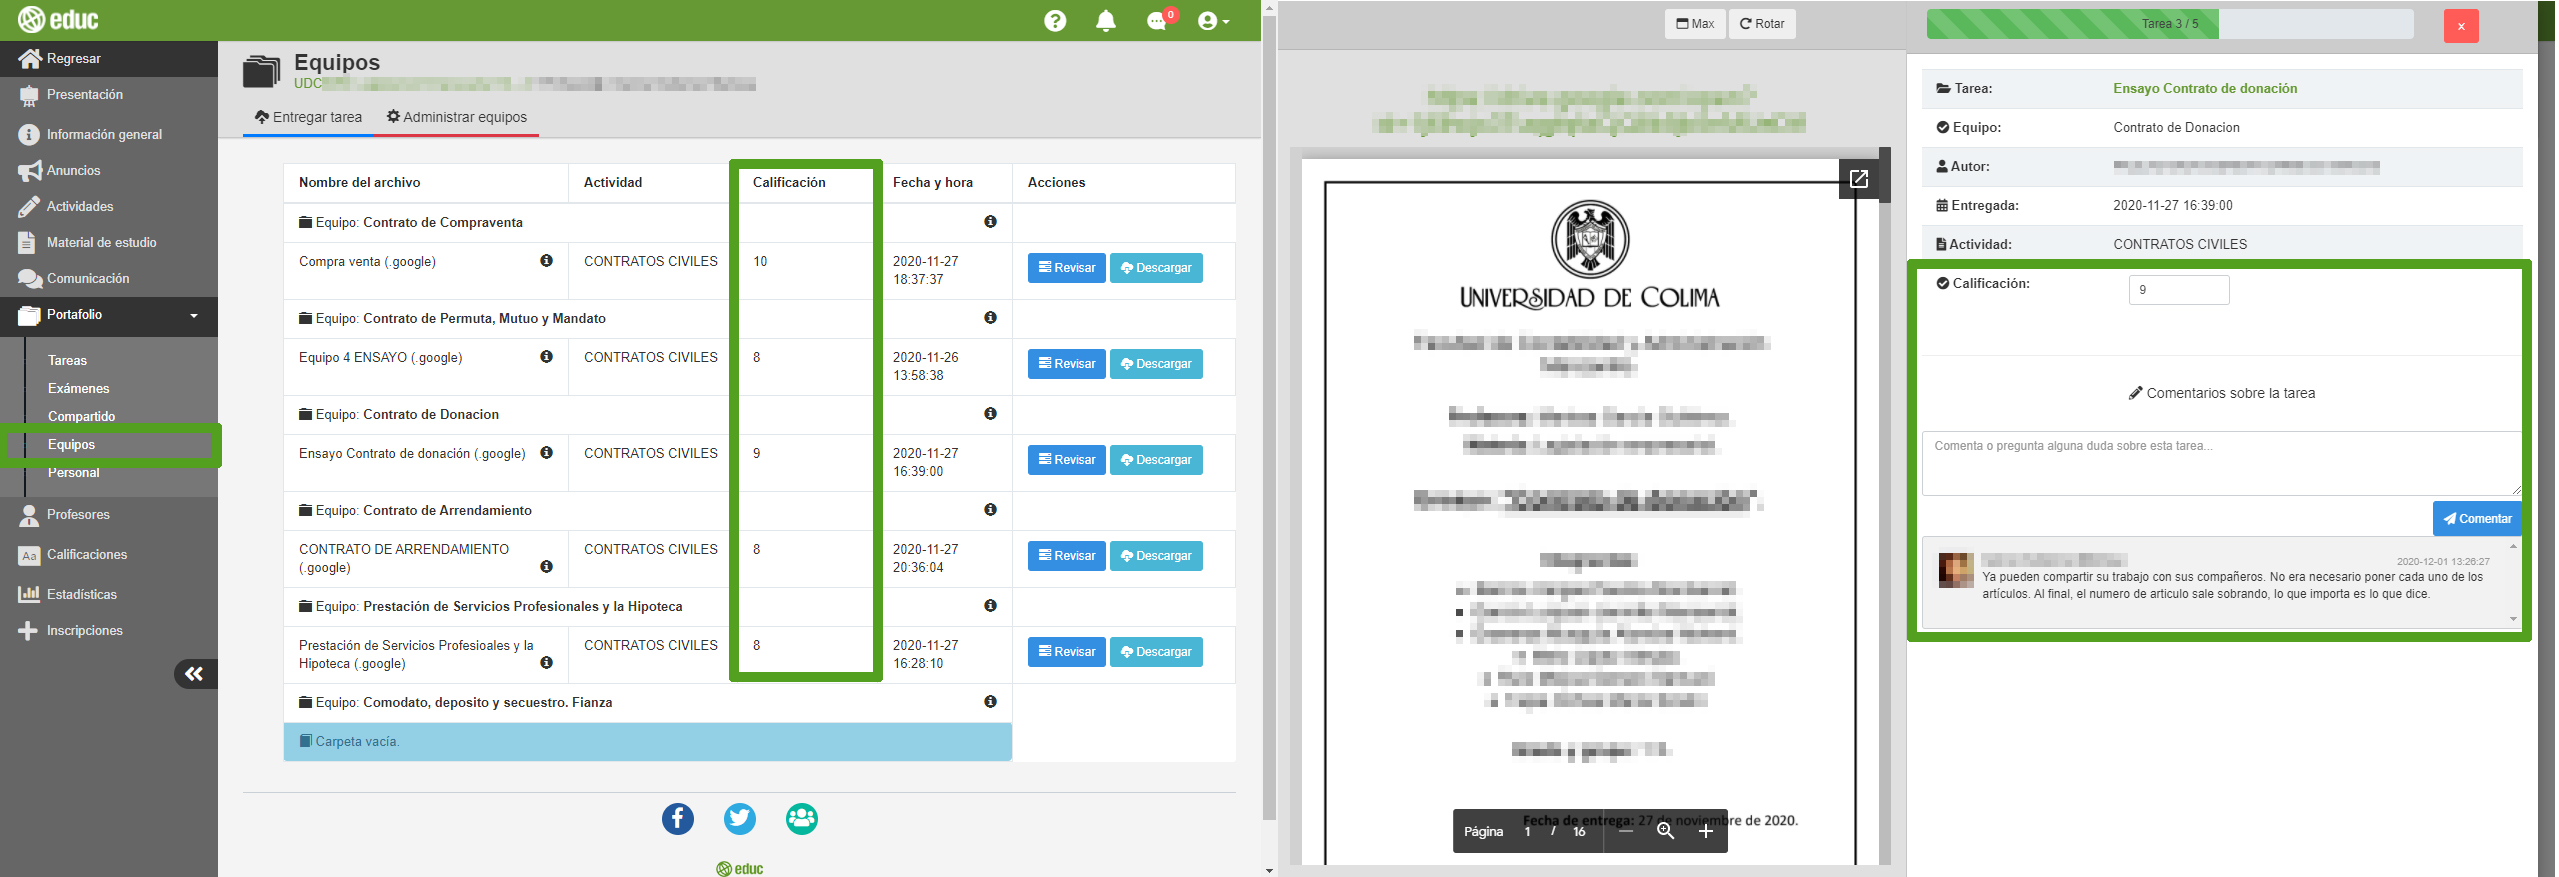 educ
0
Regresar
Presentación
Información general
Anuncios
Actividades
Material de estudio
Comunicación
Portafolio
Tareas
Exámenes
Compartido
Equipos
Personal
Profesores
Aa Calificaciones
Estadísticas
Inscripciones
Equipos
UDC
Entregar tarea Administrar equipos
Nombre del archivo Actividad Calificación Fecha y hora Acciones
Equipo: Contrato de Compraventa
Compra venta (.google) CONTRATOS CIVILES 10 2020-11-27 Revisar Descargar
18:37:37
Equipo: Contrato de Permuta, Mutuo y Mandato
Equipo 4 ENSAYO (.google) CONTRATOS CIVILES 8 2020-11-26 Revisar Descargar
13:58:38
Equipo: Contrato de Donacion
Ensayo Contrato de donación (.google) CONTRATOS CIVILES 9 2020-11-27 Revisar Descargar
16:39:00
Equipo: Contrato de Arrendamiento
CONTRATO DE ARRENDAMIENTO CONTRATOS CIVILES 8 2020-11-27 Revisar Descargar
(.google) 20:36:04
Equipo: Prestación de Servicios Profesionales y la Hipoteca
Prestación de Servicios Profesioales y la CONTRATOS CIVILES 8 2020-11-27 Revisar Descargar
Hipoteca (.google) 16:28:10
Equipo: Comodato, deposito y secuestro. Fianza
Carpeta vacía.
educ
Max Rotar
UNIVERSIDAD DE COLIMA
Fecha de entrega: 27 de noviembre de 2020.
Página 1 / 16
Tarea 3 / 5
x
Tarea: Ensayo Contrato de donación
Equipo: Contrato de Donacion
Autor:
Entregada: 2020-11-27 16:39:00
Actividad: CONTRATOS CIVILES
Calificación: 9
Comentarios sobre la tarea
Comenta o pregunta alguna duda sobre esta tarea...
Comentar
2020-12-01 13:26:27
Ya pueden compartir su trabajo con sus compañeros. No era necesario poner cada uno de los
artículos. Al final, el numero de articulo sale sobrando, lo que importa es lo que dice.